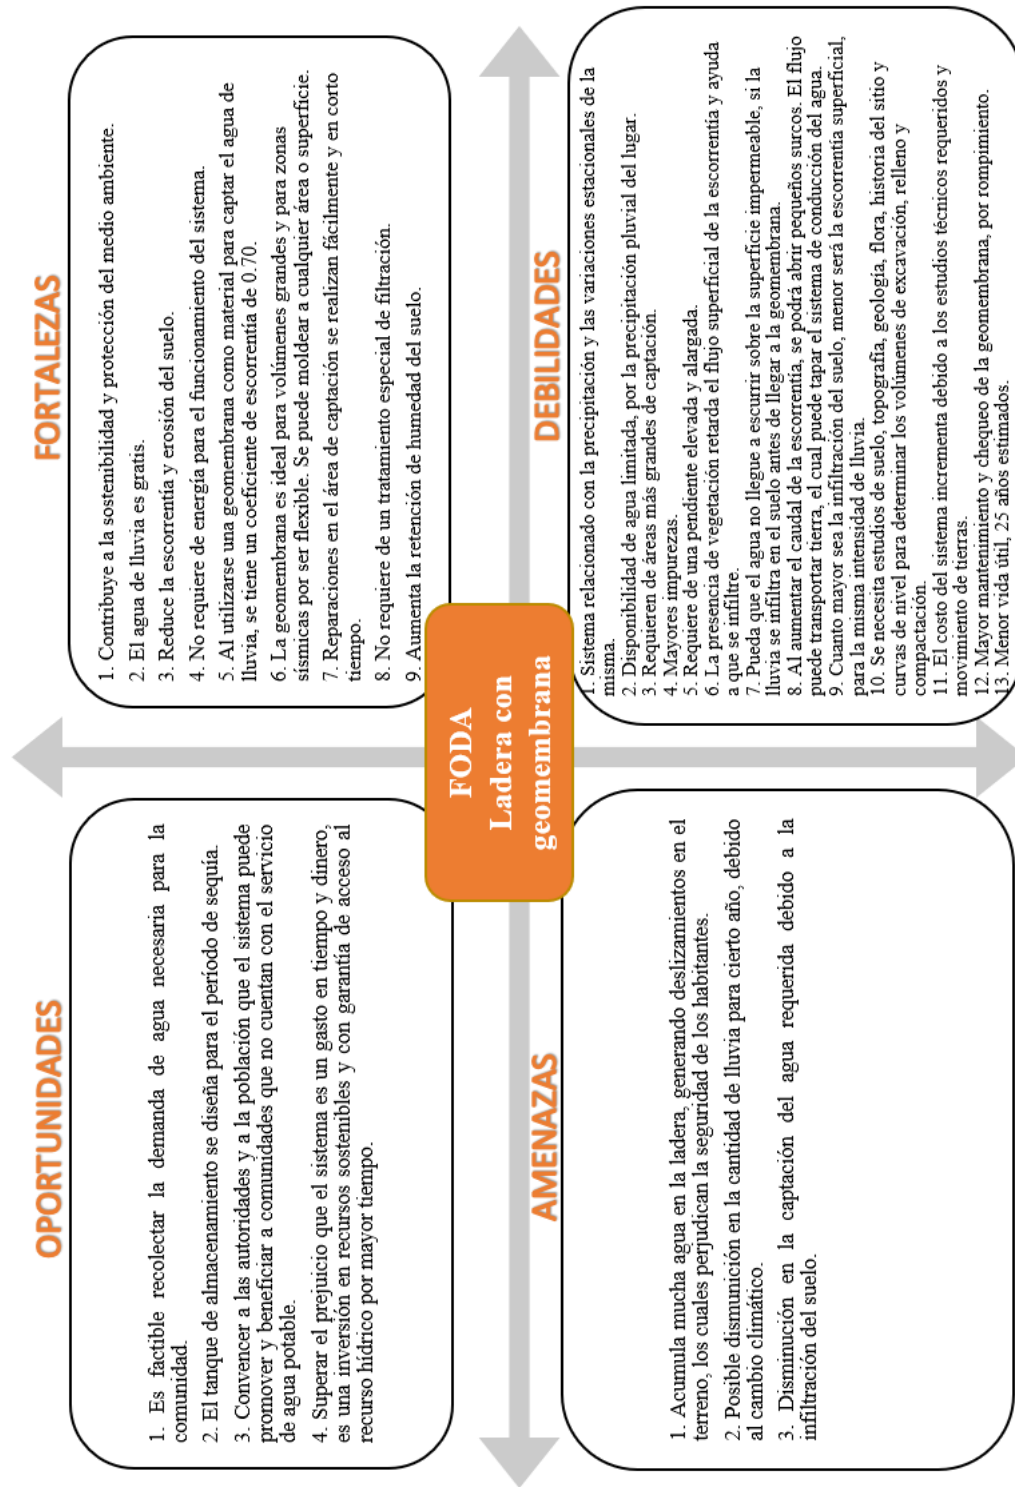 OPORTUNIDADES
1. Es factible recolectar la demanda de agua necesaria para la
comunidad.
2. El tanque de almacenamiento se diseña para el período de sequía.
3. Convencer a las autoridades y a la población que el sistema puede
promover y beneficiar a comunidades que no cuentan con el servicio
de agua potable.
4. Superar el prejuicio que el sistema es un gasto en tiempo y dinero,
es una inversión en recursos sostenibles y con garantía de acceso al
recurso hídrico por mayor tiempo.
FORTALEZAS
1. Contribuye a la sostenibilidad y protección del medio ambiente.
2. El agua de lluvia es gratis.
3. Reduce la escorrentía y erosión del suelo.
4. No requiere de energía para el funcionamiento del sistema.
5. Al utilizarse una geomembrana como material para captar el agua de
lluvia, se tiene un coeficiente de escorrentía de 0.70.
6. La geomembrana es ideal para volúmenes grandes y para zonas
sísmicas por ser flexible. Se puede moldear a cualquier área o superficie.
7. Reparaciones en el área de captación se realizan fácilmente y en corto
tiempo.
8. No requiere de un tratamiento especial de filtración.
9. Aumenta la retención de humedad del suelo.
FODA
Ladera con
geomembrana
AMENAZAS
1. Acumula mucha agua en la ladera, generando deslizamientos en el
terreno, los cuales perjudican la seguridad de los habitantes.
2. Posible dismunición en la cantidad de lluvia para cierto año, debido
al cambio climático.
3. Disminución en la captación del agua requerida debido a la
infiltración del suelo.
DEBILIDADES
1. Sistema relacionado con la precipitación y las variaciones estacionales de la
misma.
2. Disponibilidad de agua limitada, por la precipitación pluvial del lugar.
3. Requieren de áreas más grandes de captación.
4. Mayores impurezas.
5. Requiere de una pendiente elevada y alargada.
6. La presencia de vegetación retarda el flujo superficial de la escorrentía y ayuda
a que se infiltre.
7. Pueda que el agua no llegue a escurrir sobre la superficie impermeable, si la
lluvia se infiltra en el suelo antes de llegar a la geomembrana.
8. Al aumentar el caudal de la escorrentía, se podrá abrir pequeños surcos. El flujo
puede transportar tierra, el cual puede tapar el sistema de conducción del agua.
9. Cuanto mayor sea la infiltración del suelo, menor será la escorrentía superficial,
para la misma intensidad de lluvia.
10. Se necesita estudios de suelo, topografía, geología, flora, historia del sitio y
curvas de nivel para determinar los volúmenes de excavación, relleno y
compactación.
11. El costo del sistema incrementa debido a los estudios técnicos requeridos y
movimiento de tierras.
12. Mayor mantenimiento y chequeo de la geomembrana, por rompimiento.
13. Menor vida útil, 25 años estimados.